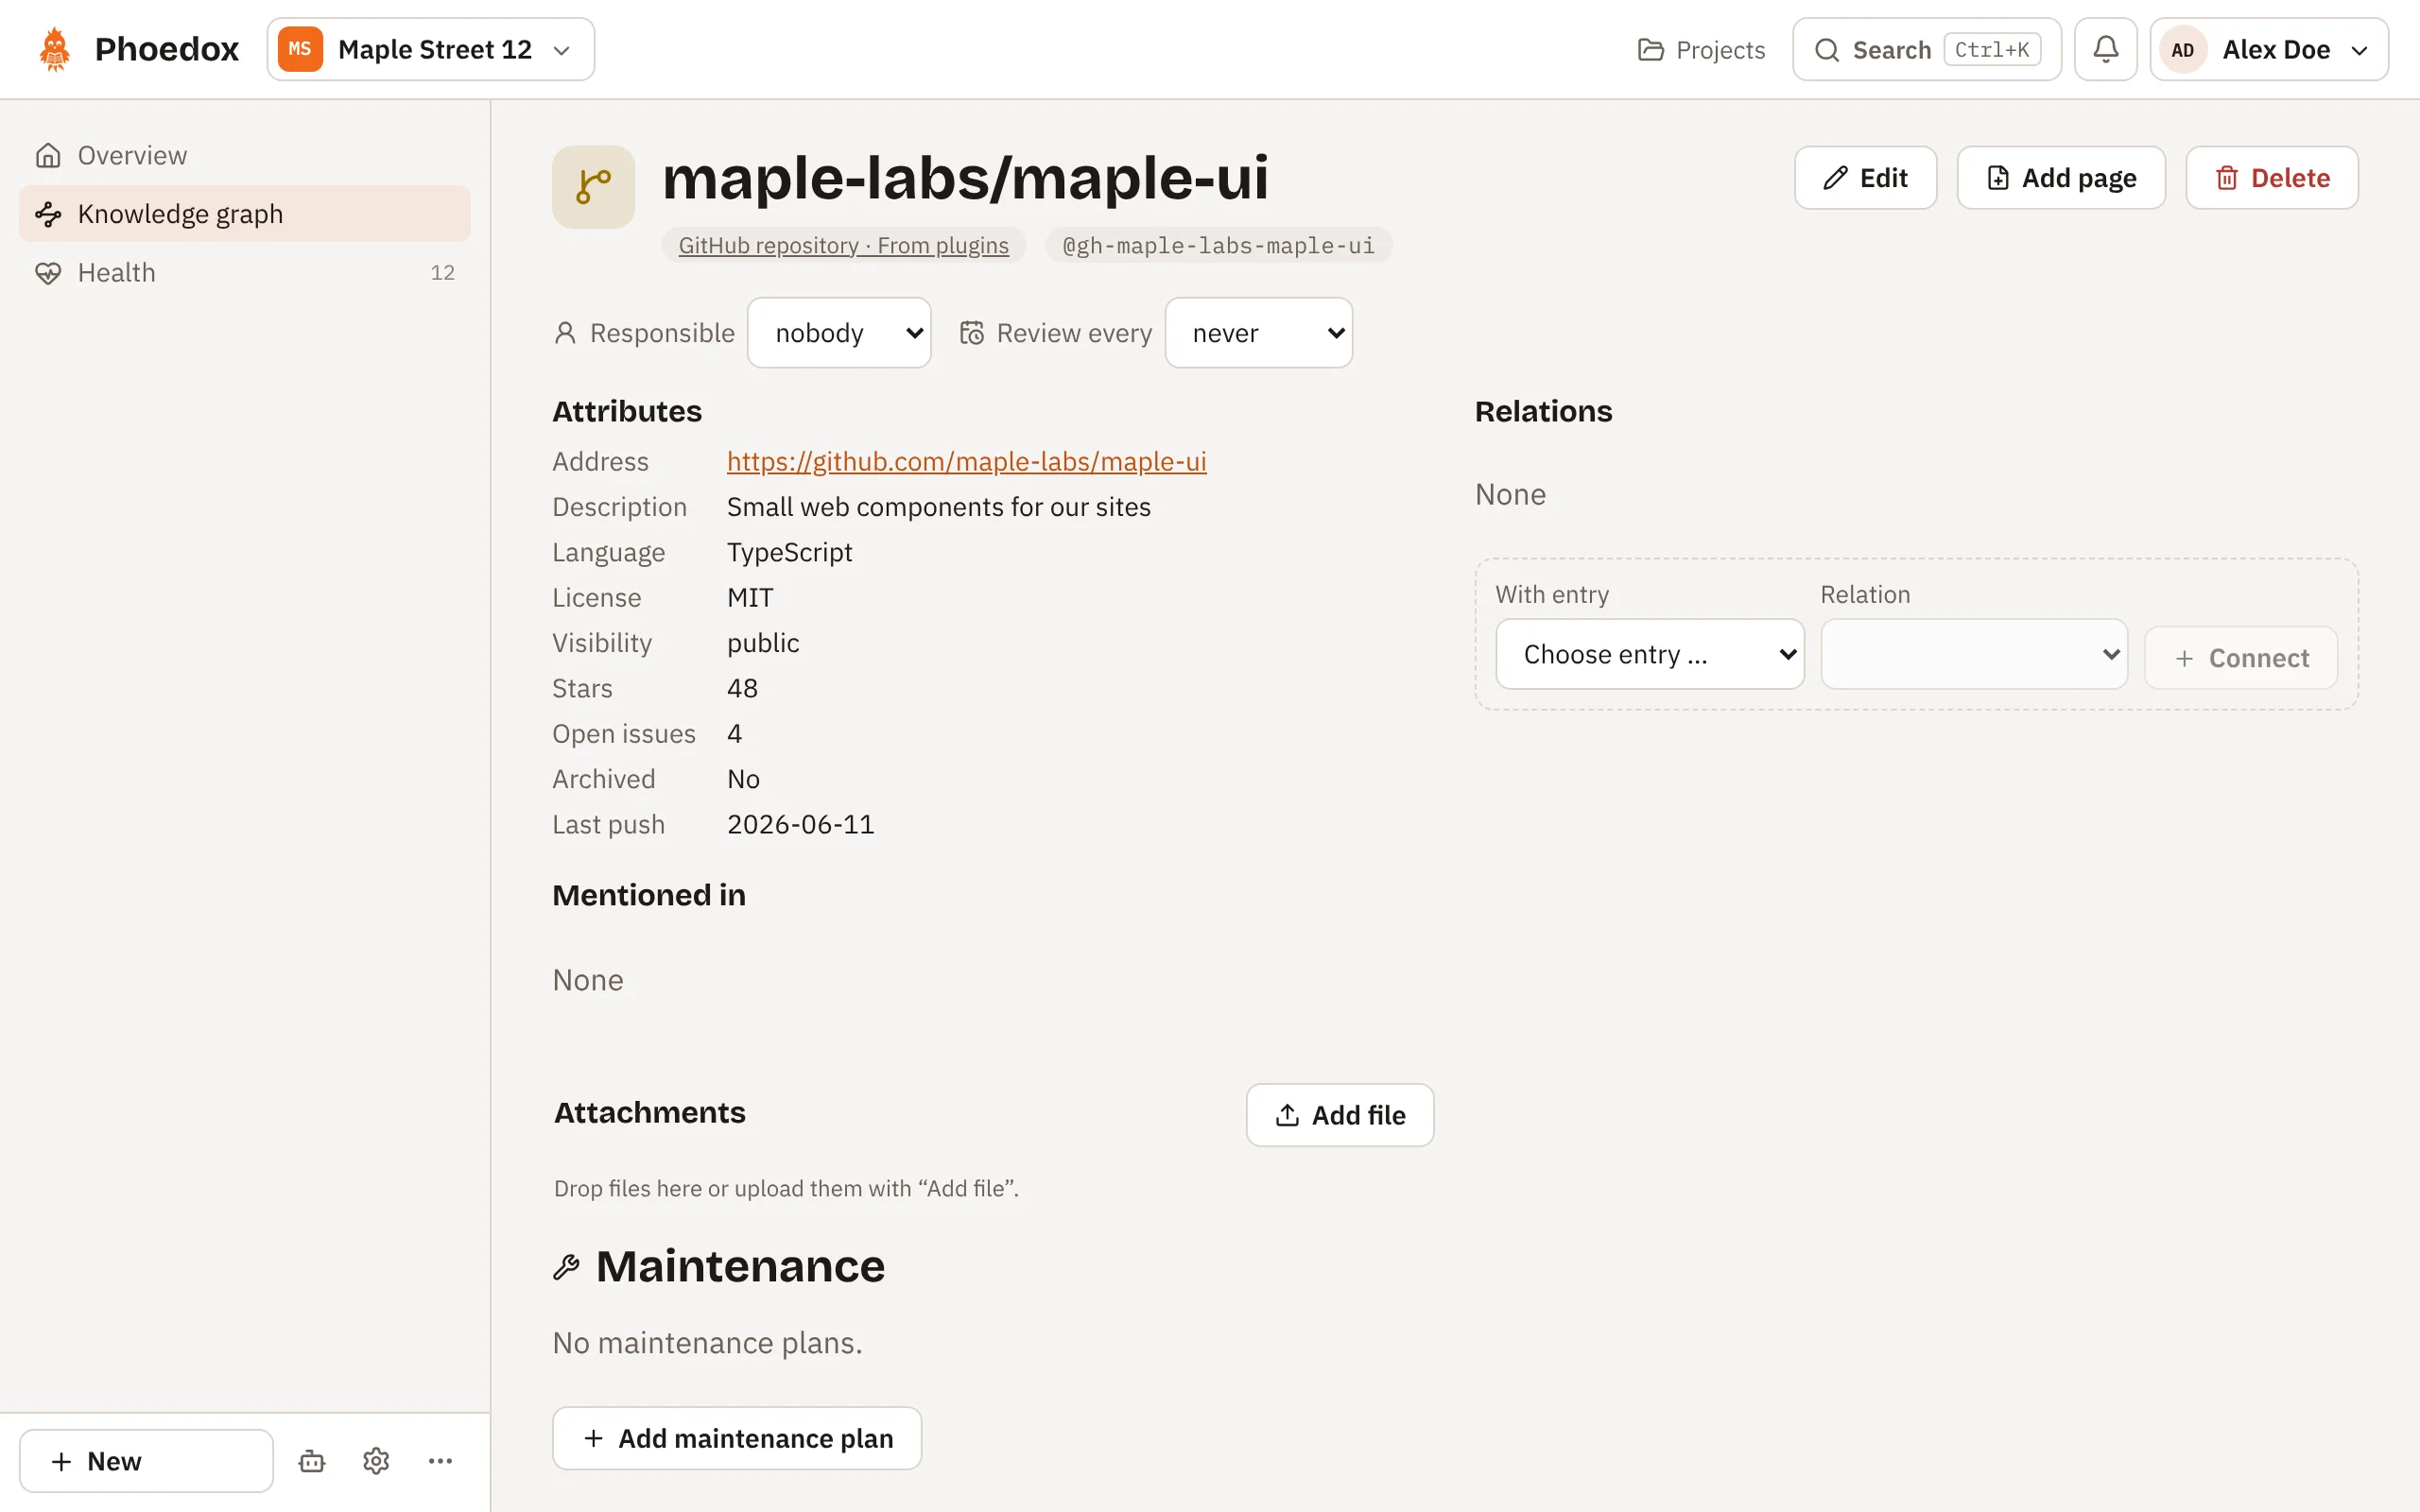 Phoedox
MS Maple Street 12
Projects
Search Ctrl+K
AD Alex Doe
Overview
Knowledge graph
Health 12
maple-labs/maple-ui
Edit
Add page
Delete
GitHub repository · From plugins
@gh-maple-labs-maple-ui
Responsible nobody
Review every never
Attributes
Address https://github.com/maple-labs/maple-ui
Description Small web components for our sites
Language TypeScript
License MIT
Visibility public
Stars 48
Open issues 4
Archived No
Last push 2026-06-11
Mentioned in
None
Relations
None
With entry Relation
Choose entry ...
+ Connect
Attachments
Add file
Drop files here or upload them with “Add file”.
Maintenance
No maintenance plans.
+ Add maintenance plan
+ New